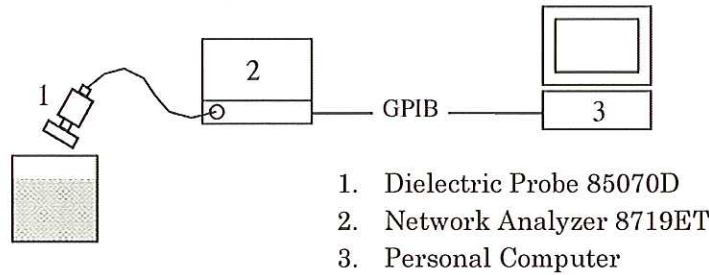 1
2
GPIB
3
1. Dielectric Probe 85070D
2. Network Analyzer 8719ET
3. Personal Computer